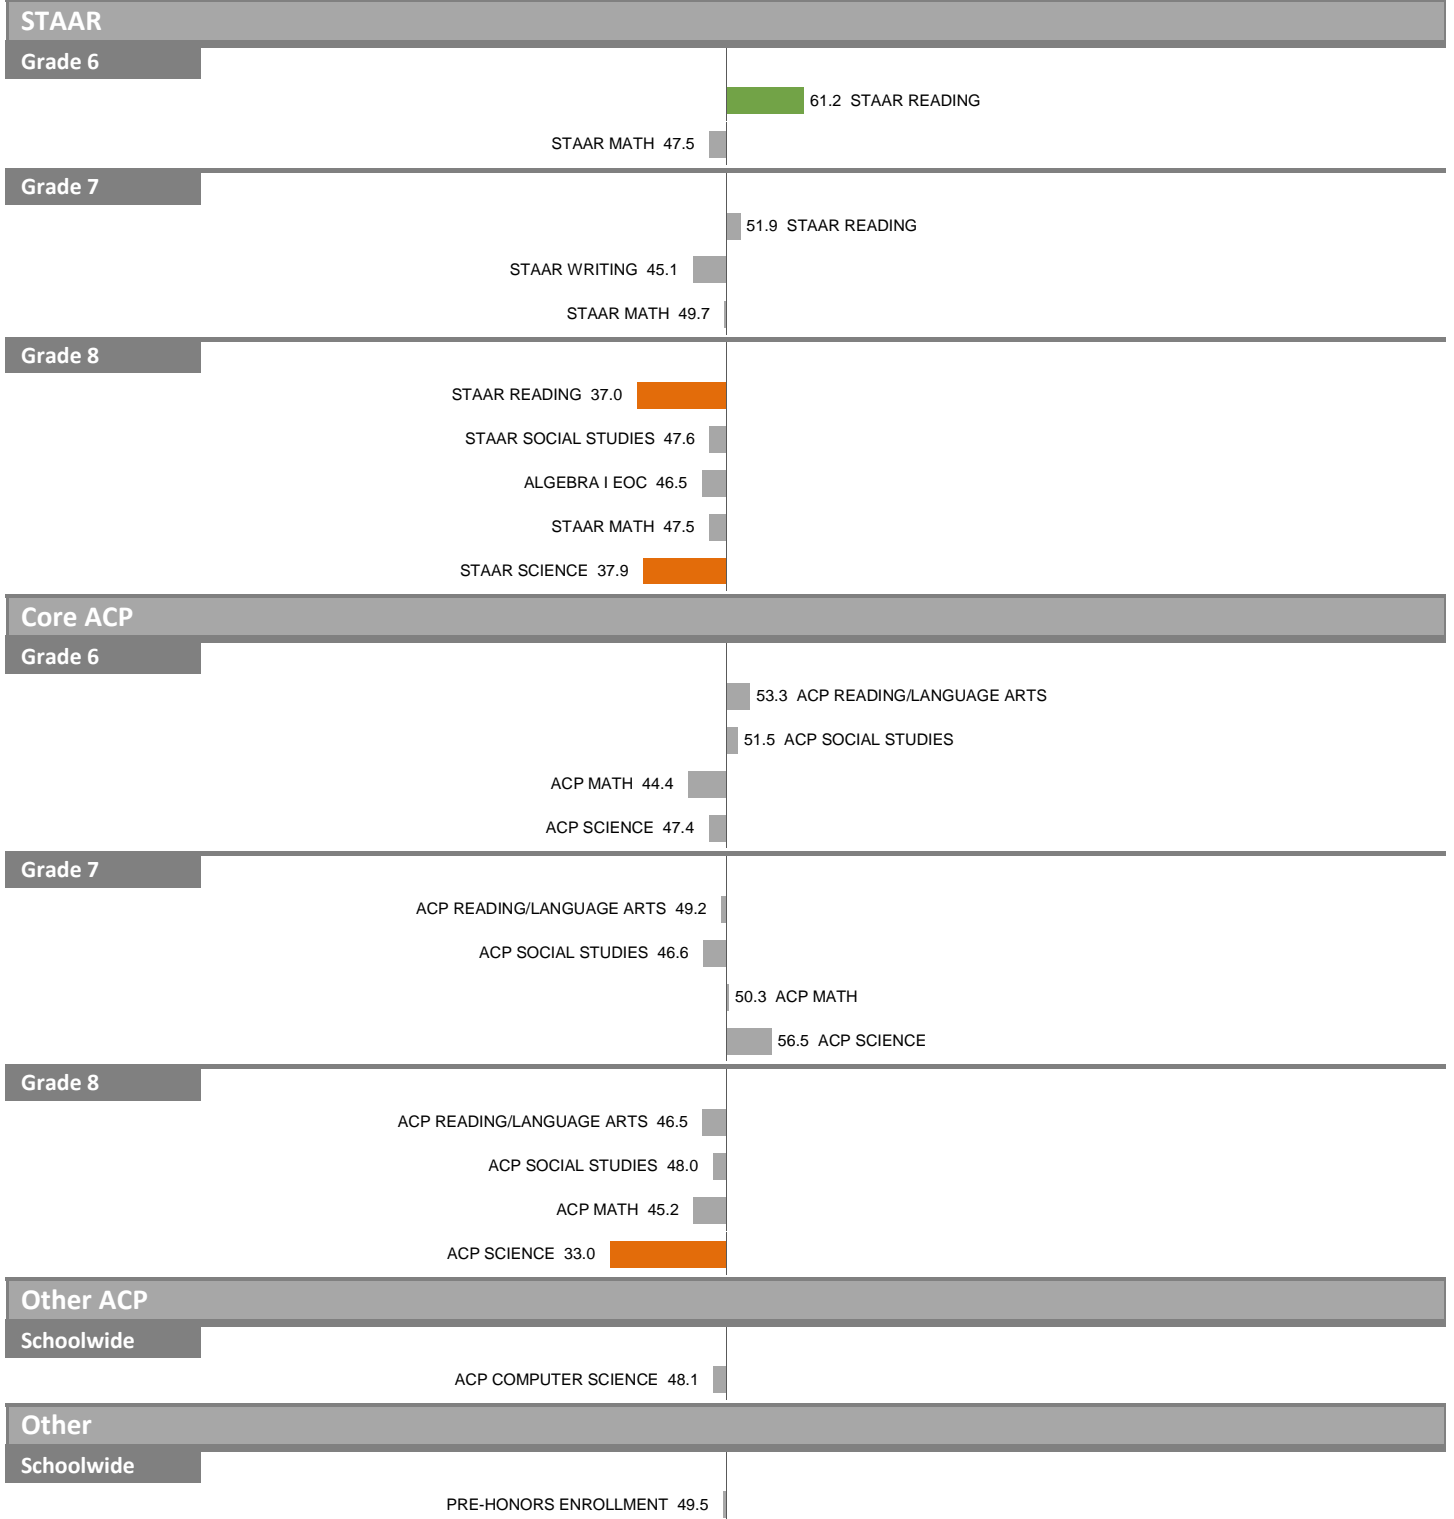 STAAR
Grade 6
61.2 STAAR READING
STAAR MATH 47.5
Grade 7
51.9 STAAR READING
STAAR WRITING 45.1
STAAR MATH 49.7
Grade 8
STAAR READING 37.0
STAAR SOCIAL STUDIES 47.6
ALGEBRA I EOC 46.5
STAAR MATH 47.5
STAAR SCIENCE 37.9
Core ACP
Grade 6
53.3 ACP READING/LANGUAGE ARTS
51.5 ACP SOCIAL STUDIES
ACP MATH 44.4
ACP SCIENCE 47.4
Grade 7
ACP READING/LANGUAGE ARTS 49.2
ACP SOCIAL STUDIES 46.6
50.3 ACP MATH
56.5 ACP SCIENCE
Grade 8
ACP READING/LANGUAGE ARTS 46.5
ACP SOCIAL STUDIES 48.0
ACP MATH 45.2
ACP SCIENCE 33.0
Other ACP
Schoolwide
ACP COMPUTER SCIENCE 48.1
Other
Schoolwide
PRE-HONORS ENROLLMENT 49.5